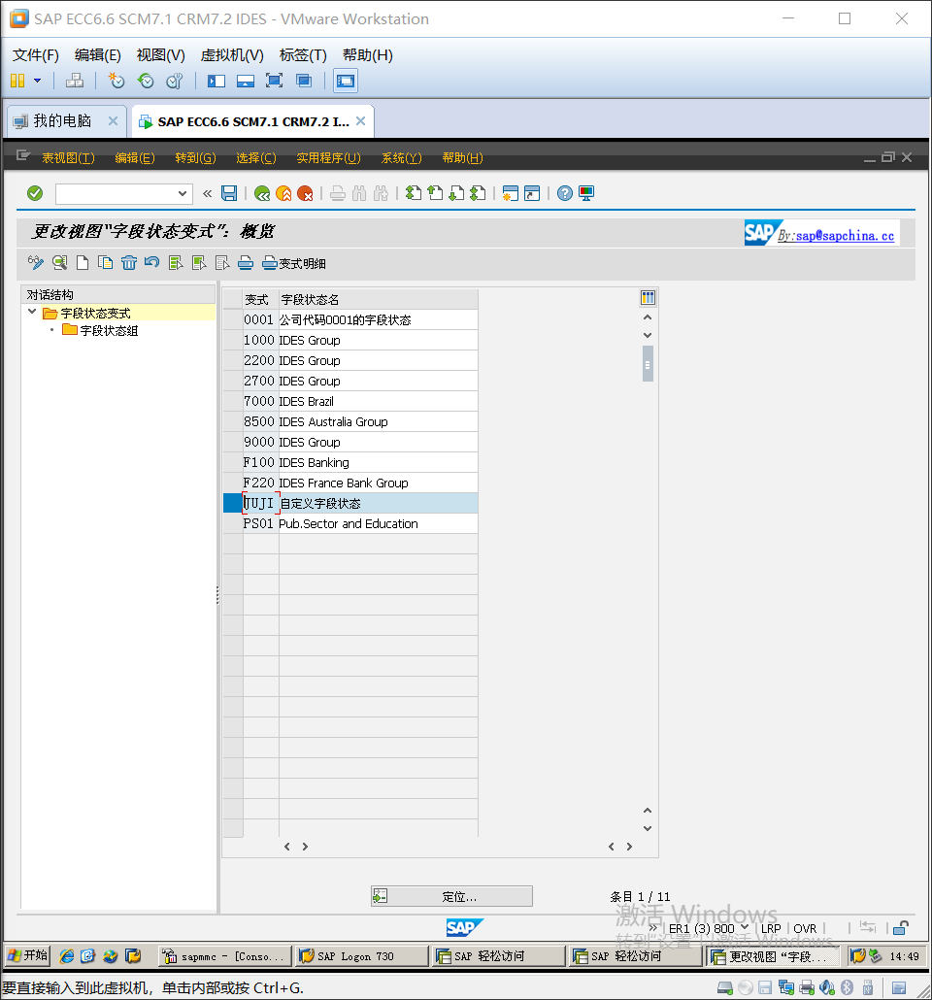 SAP ECC6.6 SCM7.1 CRM7.2 IDES - VMware Workstation
文件(F) 编辑(E) 视图(V) 虚拟机(V) 标签(T) 帮助(H)
我的电脑 SAP ECC6.6 SCM7.1 CRM7.2 I...
表视图(T) 编辑(E) 转到(G) 选择(C) 实用程序(U) 系统(Y) 帮助(H)
更改视图“字段状态变式”：概览
SAP By:sap@sapchina.cc
变式明细
对话结构
字段状态变式
字段状态组
变式 字段状态名
0001 公司代码0001的字段状态
1000 IDES Group
2200 IDES Group
2700 IDES Group
7000 IDES Brazil
8500 IDES Australia Group
9000 IDES Group
F100 IDES Banking
F220 IDES France Bank Group
JUJI 自定义字段状态
PS01 Pub.Sector and Education
定位... 条目 1 / 11
激活 Windows
SAP » ER1 (3) 800 LRP OVR
转到“设置”以激活 Windows
开始 sapmmc - [Conso... SAP Logon 730 SAP 轻松访问 SAP 轻松访问 更改视图“字段... 14:49
要直接输入到此虚拟机，单击内部或按 Ctrl+G.